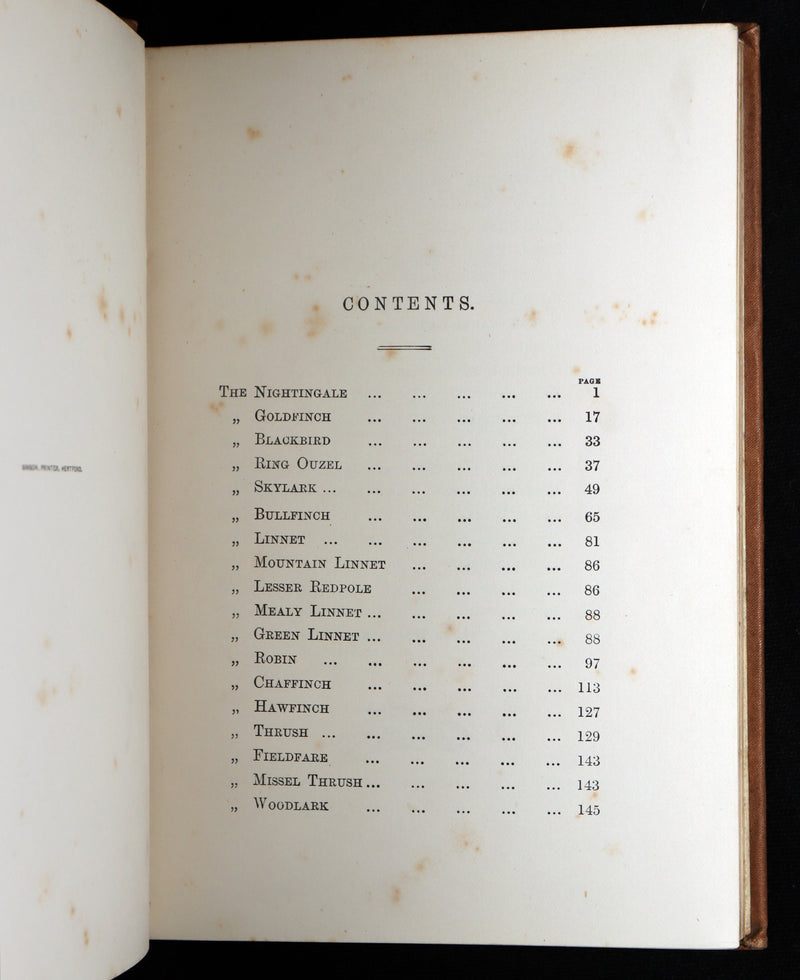 CONTENTS.
PAGE
THE NIGHTINGALE ... ... ... ... ... 1
„ GOLDFINCH ... ... ... ... ... 17
„ BLACKBIRD ... ... ... ... ... 33
„ RING OUZEL ... ... ... ... ... 37
„ SKYLARK ... ... ... ... ... ... 49
„ BULLFINCH ... ... ... ... ... 65
„ LINNET ... ... ... ... ... ... 81
„ MOUNTAIN LINNET ... ... ... ... 86
„ LESSER REDPOLE ... ... ... ... 86
„ MEALY LINNET ... ... ... ... ... 88
„ GREEN LINNET ... ... ... ... ... 88
„ ROBIN ... ... ... ... ... ... 97
„ CHAFFINCH ... ... ... ... ... 113
„ HAWFINCH ... ... ... ... ... 127
„ THRUSH ... ... ... ... ... ... 129
„ FIELDFARE ... ... ... ... ... 143
„ MISSEL THRUSH ... ... ... ... ... 143
„ WOODLARK ... ... ... ... ... 145